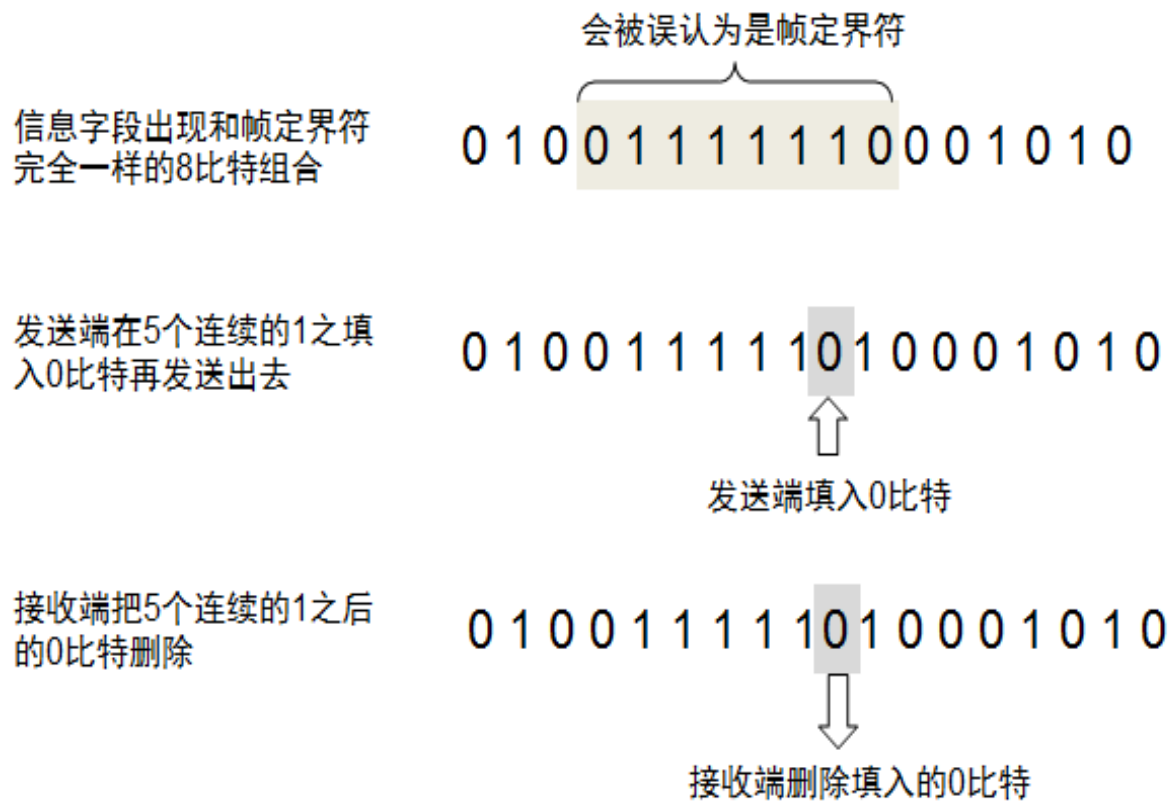 会被误认为是帧定界符
信息字段出现和帧定界符
完全一样的8比特组合
0 1 0 0 1 1 1 1 1 1 0 0 0 1 0 1 0
发送端在5个连续的1之填
入0比特再发送出去
0 1 0 0 1 1 1 1 1 0 1 0 0 0 1 0 1 0
发送端填入0比特
接收端把5个连续的1之后
的0比特删除
0 1 0 0 1 1 1 1 1 0 1 0 0 0 1 0 1 0
接收端删除填入的0比特